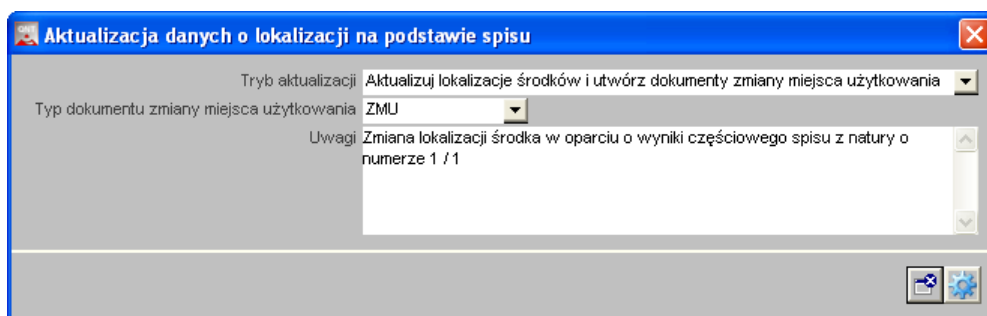 QNT Aktualizacja danych o lokalizacji na podstawie spisu
Tryb aktualizacji Aktualizuj lokalizacje środków i utwórz dokumenty zmiany miejsca użytkowania
Typ dokumentu zmiany miejsca użytkowania ZMU
Uwagi Zmiana lokalizacji środka w oparciu o wyniki częściowego spisu z natury o
numerze 1 / 1